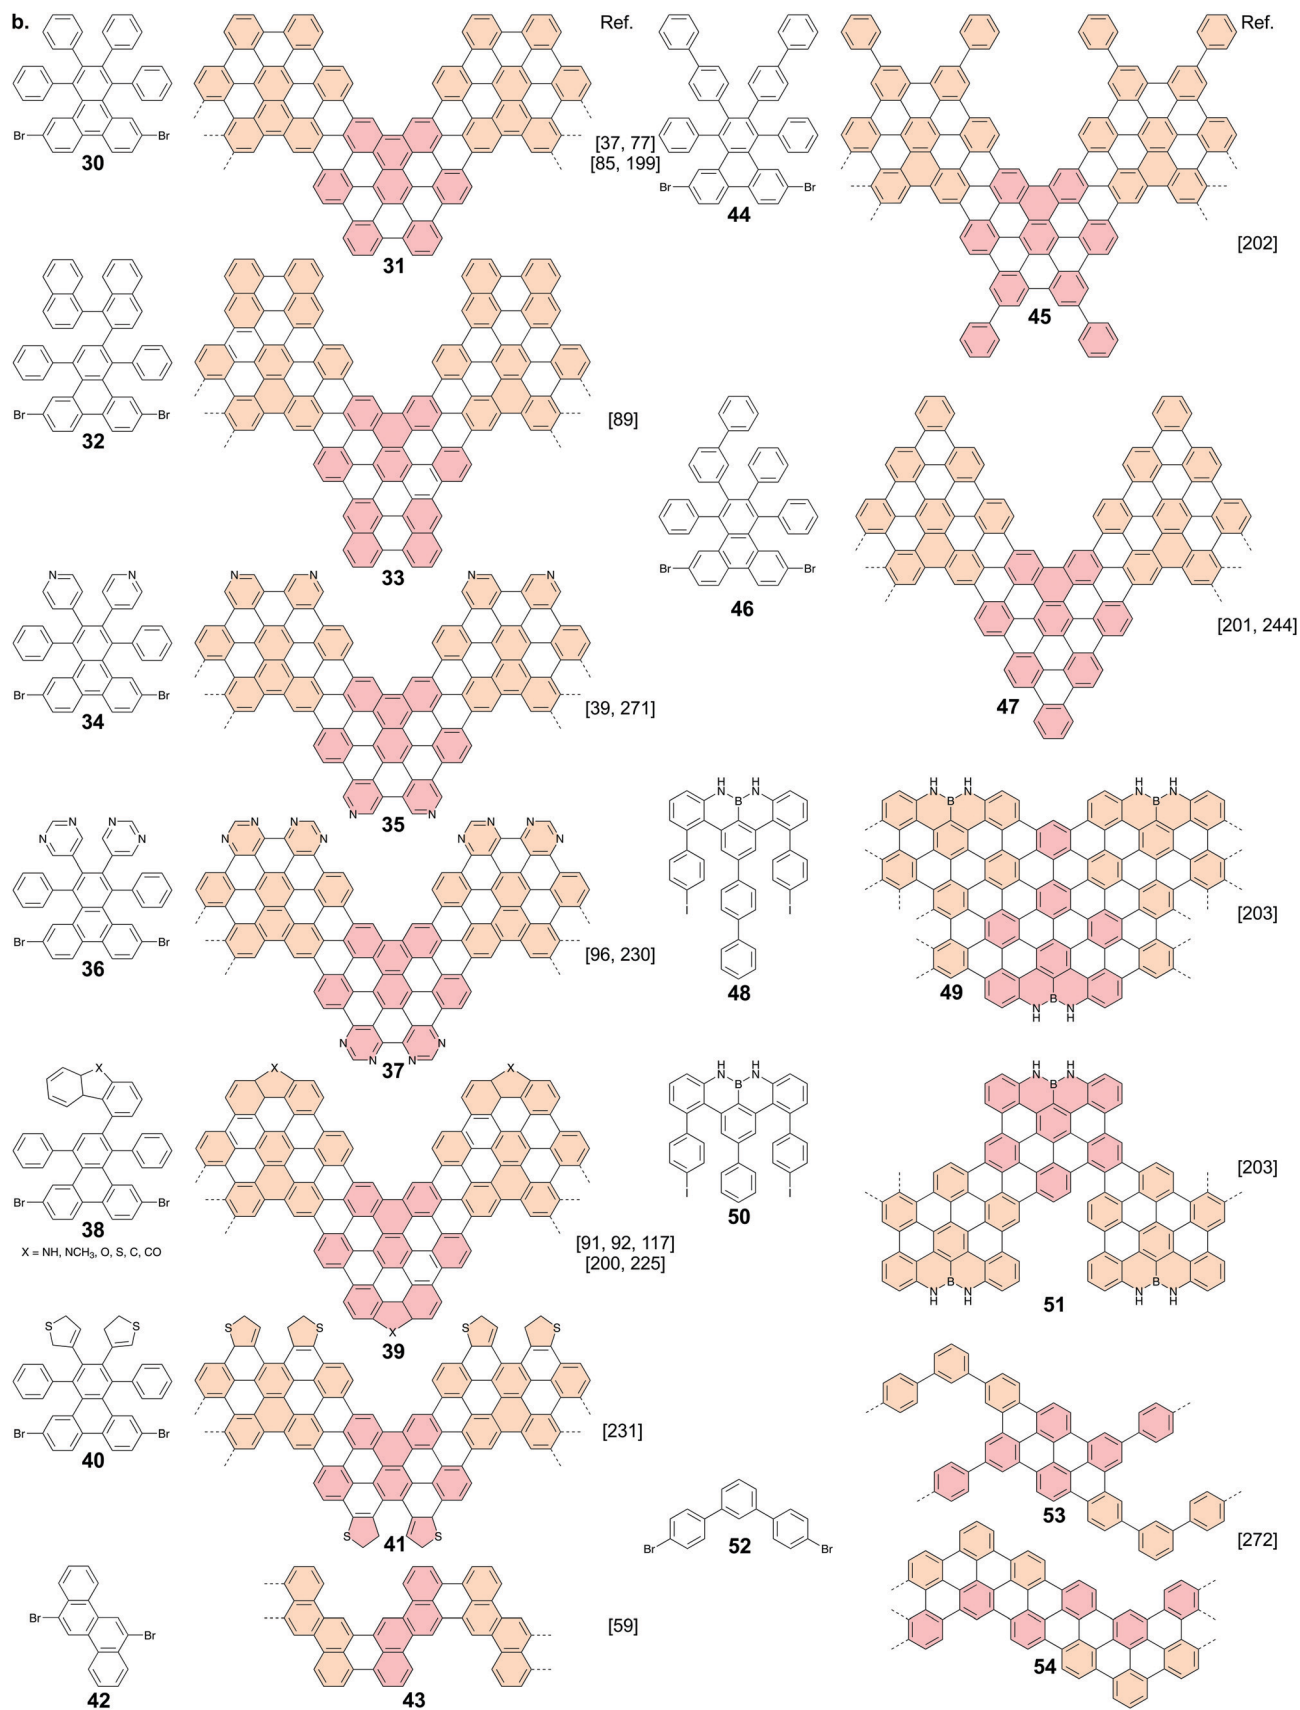 b.
Ref.
Br Br
30
[37, 77]
[85, 199]
31
Br Br
32
[89]
33
N N
Br Br
34
N N N N
[39, 271]
N N
35
N N N N
Br Br
36
N N N N N N N N
[96, 230]
N N N N
37
X
Br Br
38
X = NH, NCH₃, O, S, C, CO
X X
[91, 92, 117]
[200, 225]
X
39
S S
Br Br
40
S S S S
[231]
S S
41
Br
Br
42
[59]
43
Ref.
Br Br
44
[202]
45
Br Br
46
[201, 244]
47
H H
N N
B
I I
48
H H H H
N N N N
B B
[203]
B
N N
H H
49
H H
N N
B
I I
50
H H
N N
B
[203]
B B
N N N N
H H H H
51
Br Br
52
53
[272]
54